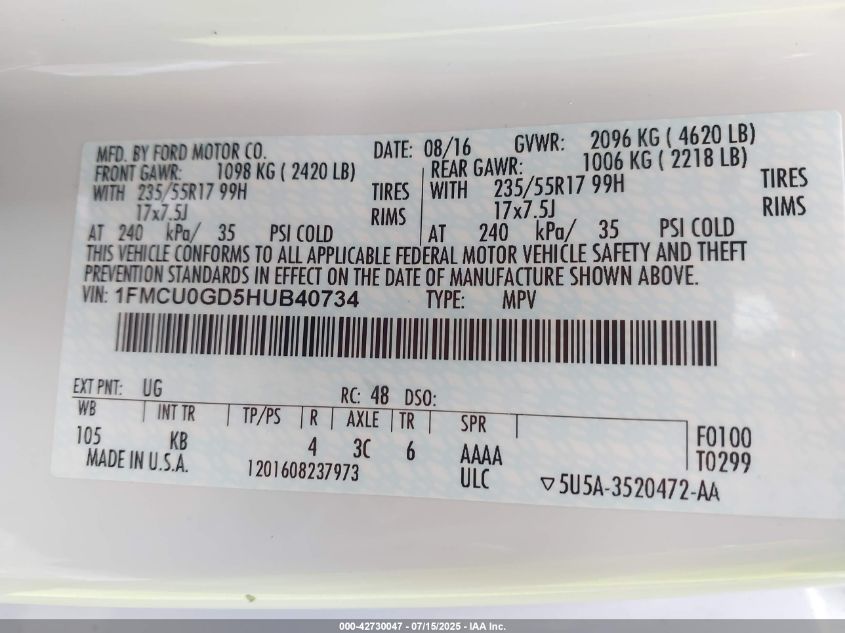 MFD. BY FORD MOTOR CO. DATE: 08/16 GVWR: 2096 KG ( 4620 LB)
FRONT GAWR: 1098 KG ( 2420 LB) REAR GAWR: 1006 KG ( 2218 LB)
WITH 235/55R17 99H TIRES WITH 235/55R17 99H TIRES
17x7.5J RIMS 17x7.5J RIMS
AT 240 kPa/ 35 PSI COLD AT 240 kPa/ 35 PSI COLD
THIS VEHICLE CONFORMS TO ALL APPLICABLE FEDERAL MOTOR VEHICLE SAFETY AND THEFT
PREVENTION STANDARDS IN EFFECT ON THE DATE OF MANUFACTURE SHOWN ABOVE.
VIN: 1FMCU0GD5HUB40734 TYPE: MPV
EXT PNT: UG RC: 48 DSO:
WB INT TR TP/PS R AXLE TR SPR
105 KB 4 3C 6 AAAA F0100
MADE IN U.S.A. 1201608237973 ULC T0299
▽5U5A-3520472-AA
000-42730047 - 07/15/2025 - IAA Inc.